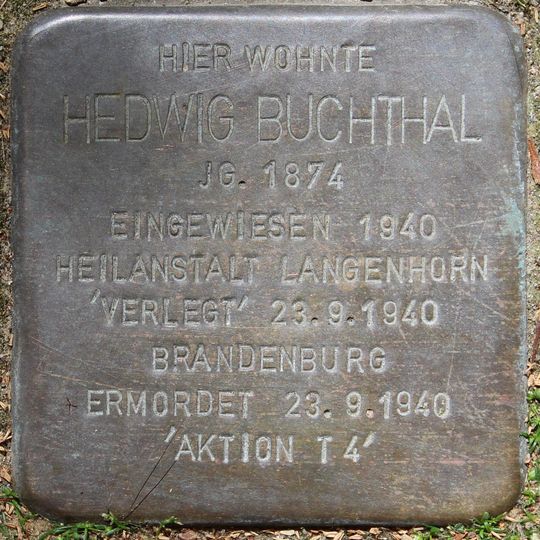 HIER WOHNTE
HEDWIG BUCHTHAL
JG. 1874
EINGEWIESEN 1940
HEILANSTALT LANGENHORN
'VERLEGT' 23.9.1940
BRANDENBURG
ERMORDET 23.9.1940
'AKTION T4'